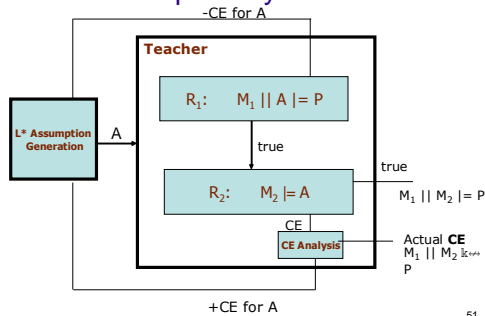 -CE for A
Teacher
R₁: M₁ || A |= P
L* Assumption
Generation
A
true
true
R₂: M₂ |= A
M₁ || M₂ |= P
CE
CE Analysis
Actual CE
M₁ || M₂
P
+CE for A
51